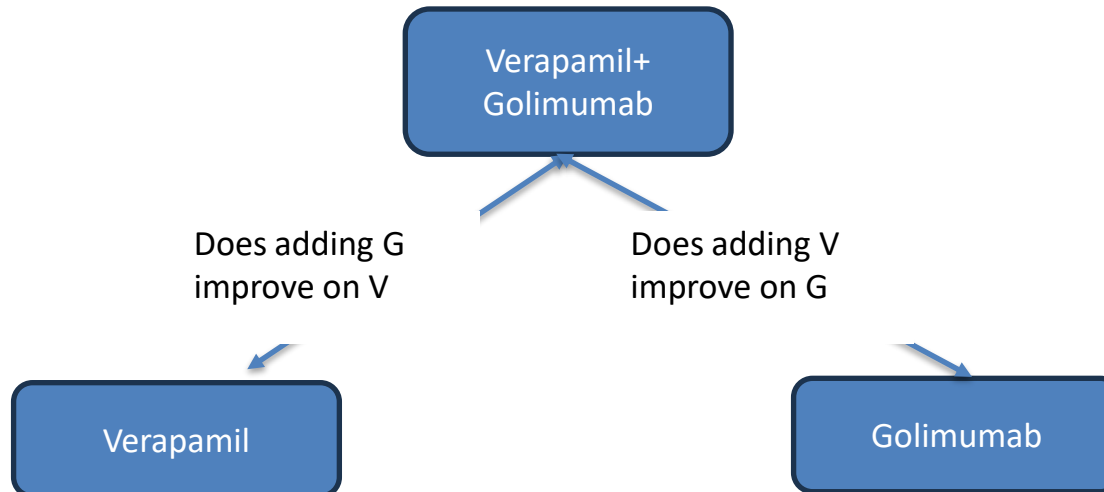 Verapamil+
Golimumab
Does adding G
improve on V
Does adding V
improve on G
Verapamil
Golimumab